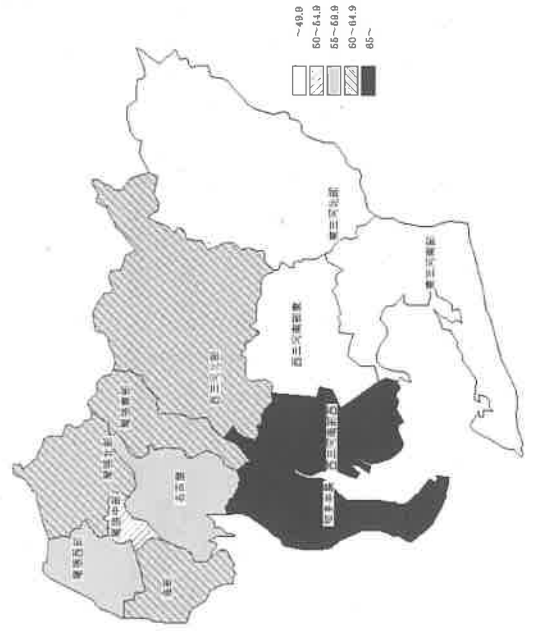 ～49.9
50～54.9
55～59.9
60～64.9
65～
尾張西部
尾張北部
尾張中部
尾張東部
海部
名古屋
西三河北部
東三河北部
西三河南部東
東三河南部
知多半島
西三河南部西